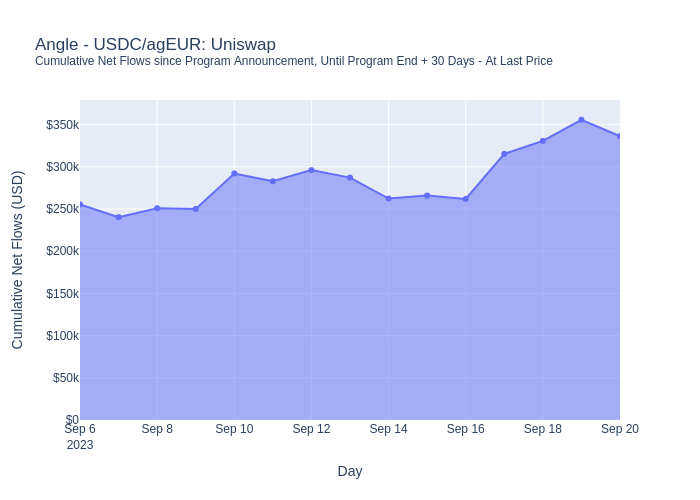 Angle - USDC/agEUR: Uniswap
Cumulative Net Flows since Program Announcement, Until Program End + 30 Days - At Last Price
Cumulative Net Flows (USD)
$350k
$300k
$250k
$200k
$150k
$100k
$50k
$0
Sep 6
2023
Sep 8
Sep 10
Sep 12
Sep 14
Sep 16
Sep 18
Sep 20
Day